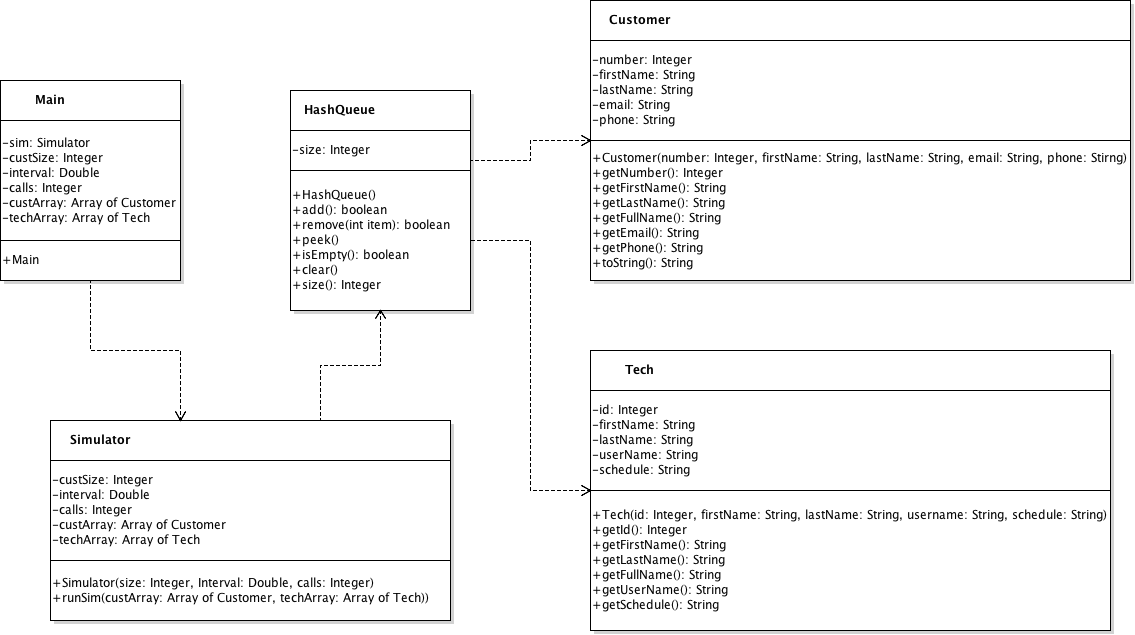 Main
-sim: Simulator
-custSize: Integer
-interval: Double
-calls: Integer
-custArray: Array of Customer
-techArray: Array of Tech
+Main
HashQueue
-size: Integer
+HashQueue()
+add(): boolean
+remove(int item): boolean
+peek()
+isEmpty(): boolean
+clear()
+size(): Integer
Customer
-number: Integer
-firstName: String
-lastName: String
-email: String
-phone: String
+Customer(number: Integer, firstName: String, lastName: String, email: String, phone: Stirng)
+getNumber(): Integer
+getFirstName(): String
+getLastName(): String
+getFullName(): String
+getEmail(): String
+getPhone(): String
+toString(): String
Simulator
-custSize: Integer
-interval: Double
-calls: Integer
-custArray: Array of Customer
-techArray: Array of Tech
+Simulator(size: Integer, Interval: Double, calls: Integer)
+runSim(custArray: Array of Customer, techArray: Array of Tech))
Tech
-id: Integer
-firstName: String
-lastName: String
-userName: String
-schedule: String
+Tech(id: Integer, firstName: String, lastName: String, username: String, schedule: String)
+getId(): Integer
+getFirstName(): String
+getLastName(): String
+getFullName(): String
+getUserName(): String
+getSchedule(): String